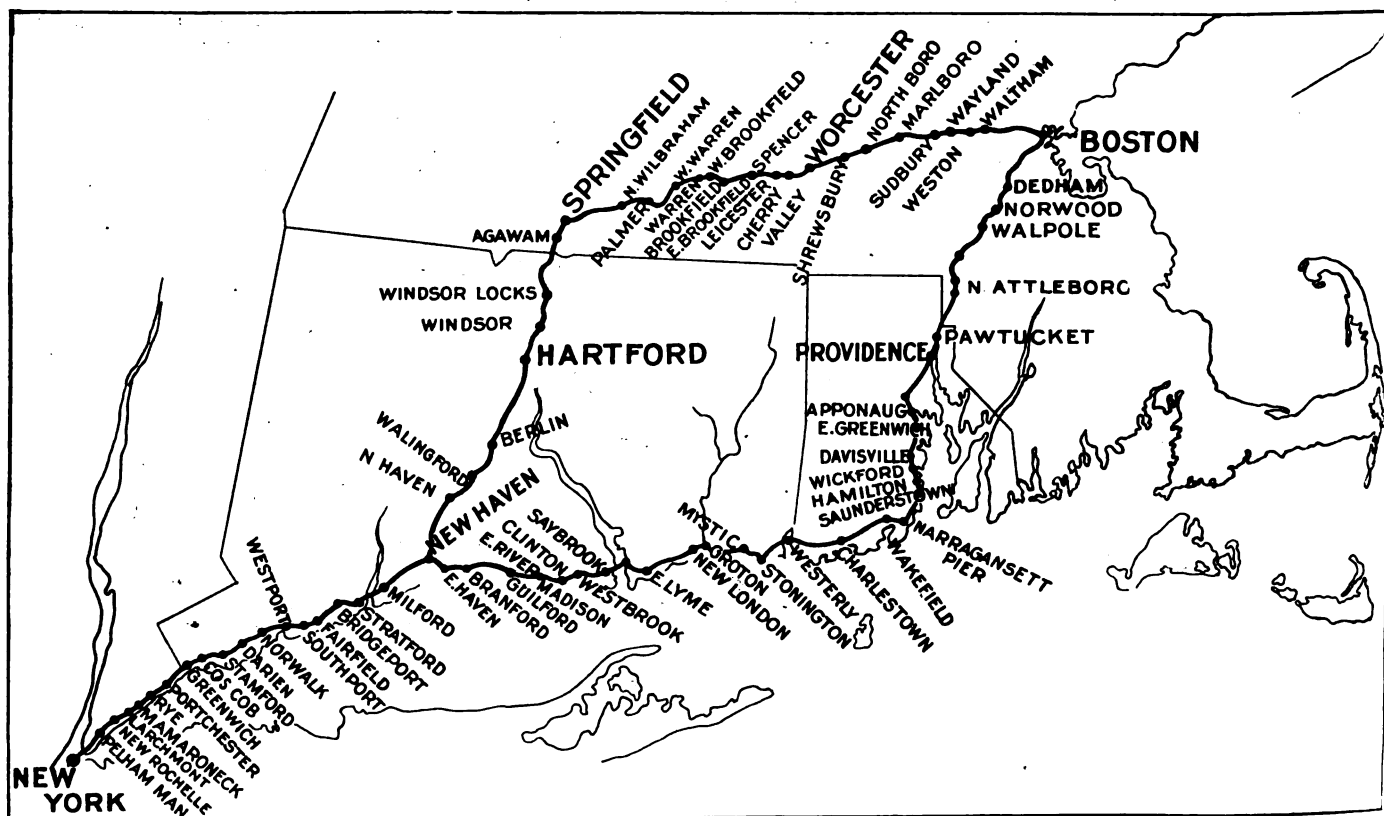 SPRINGFIELD
N. WILBRAHAM
W. WARREN
W. BROOKFIELD
SPENCER
WORCESTER
NORTH BORO
MARLBORO
WAYLAND
WALTHAM
BOSTON
AGAWAM
PALMER
WARREN
BROOKFIELD
E. BROOKFIELD
LEICESTER
CHERRY
VALLEY
SHREWSBURY
SUDBURY
WESTON
DEDHAM
NORWOOD
WALPOLE
N. ATTLEBORO
PAWTUCKET
PROVIDENCE
APPONAUG
E. GREENWICH
DAVISVILLE
WICKFORD
HAMILTON
SAUNDERSTOWN
NARRAGANSETT
PIER
WAKEFIELD
CHARLESTOWN
WESTERLY
STONINGTON
MYSTIC
GROTON
NEW LONDON
E. LYME
SAYBROOK
WESTBROOK
CLINTON
MADISON
E. RIVER
GUILFORD
BRANFORD
E. HAVEN
WINDSOR LOCKS
WINDSOR
HARTFORD
BERLIN
WALINGFORD
N HAVEN
NEW HAVEN
MILFORD
STRATFORD
BRIDGEPORT
FAIRFIELD
SOUTHPORT
WESTPORT
NORWALK
DARIEN
STAMFORD
COS COB
GREENWICH
PORTCHESTER
RYE
MAMARONECK
LARCHMONT
NEW ROCHELLE
PELHAM MAN
NEW
YORK